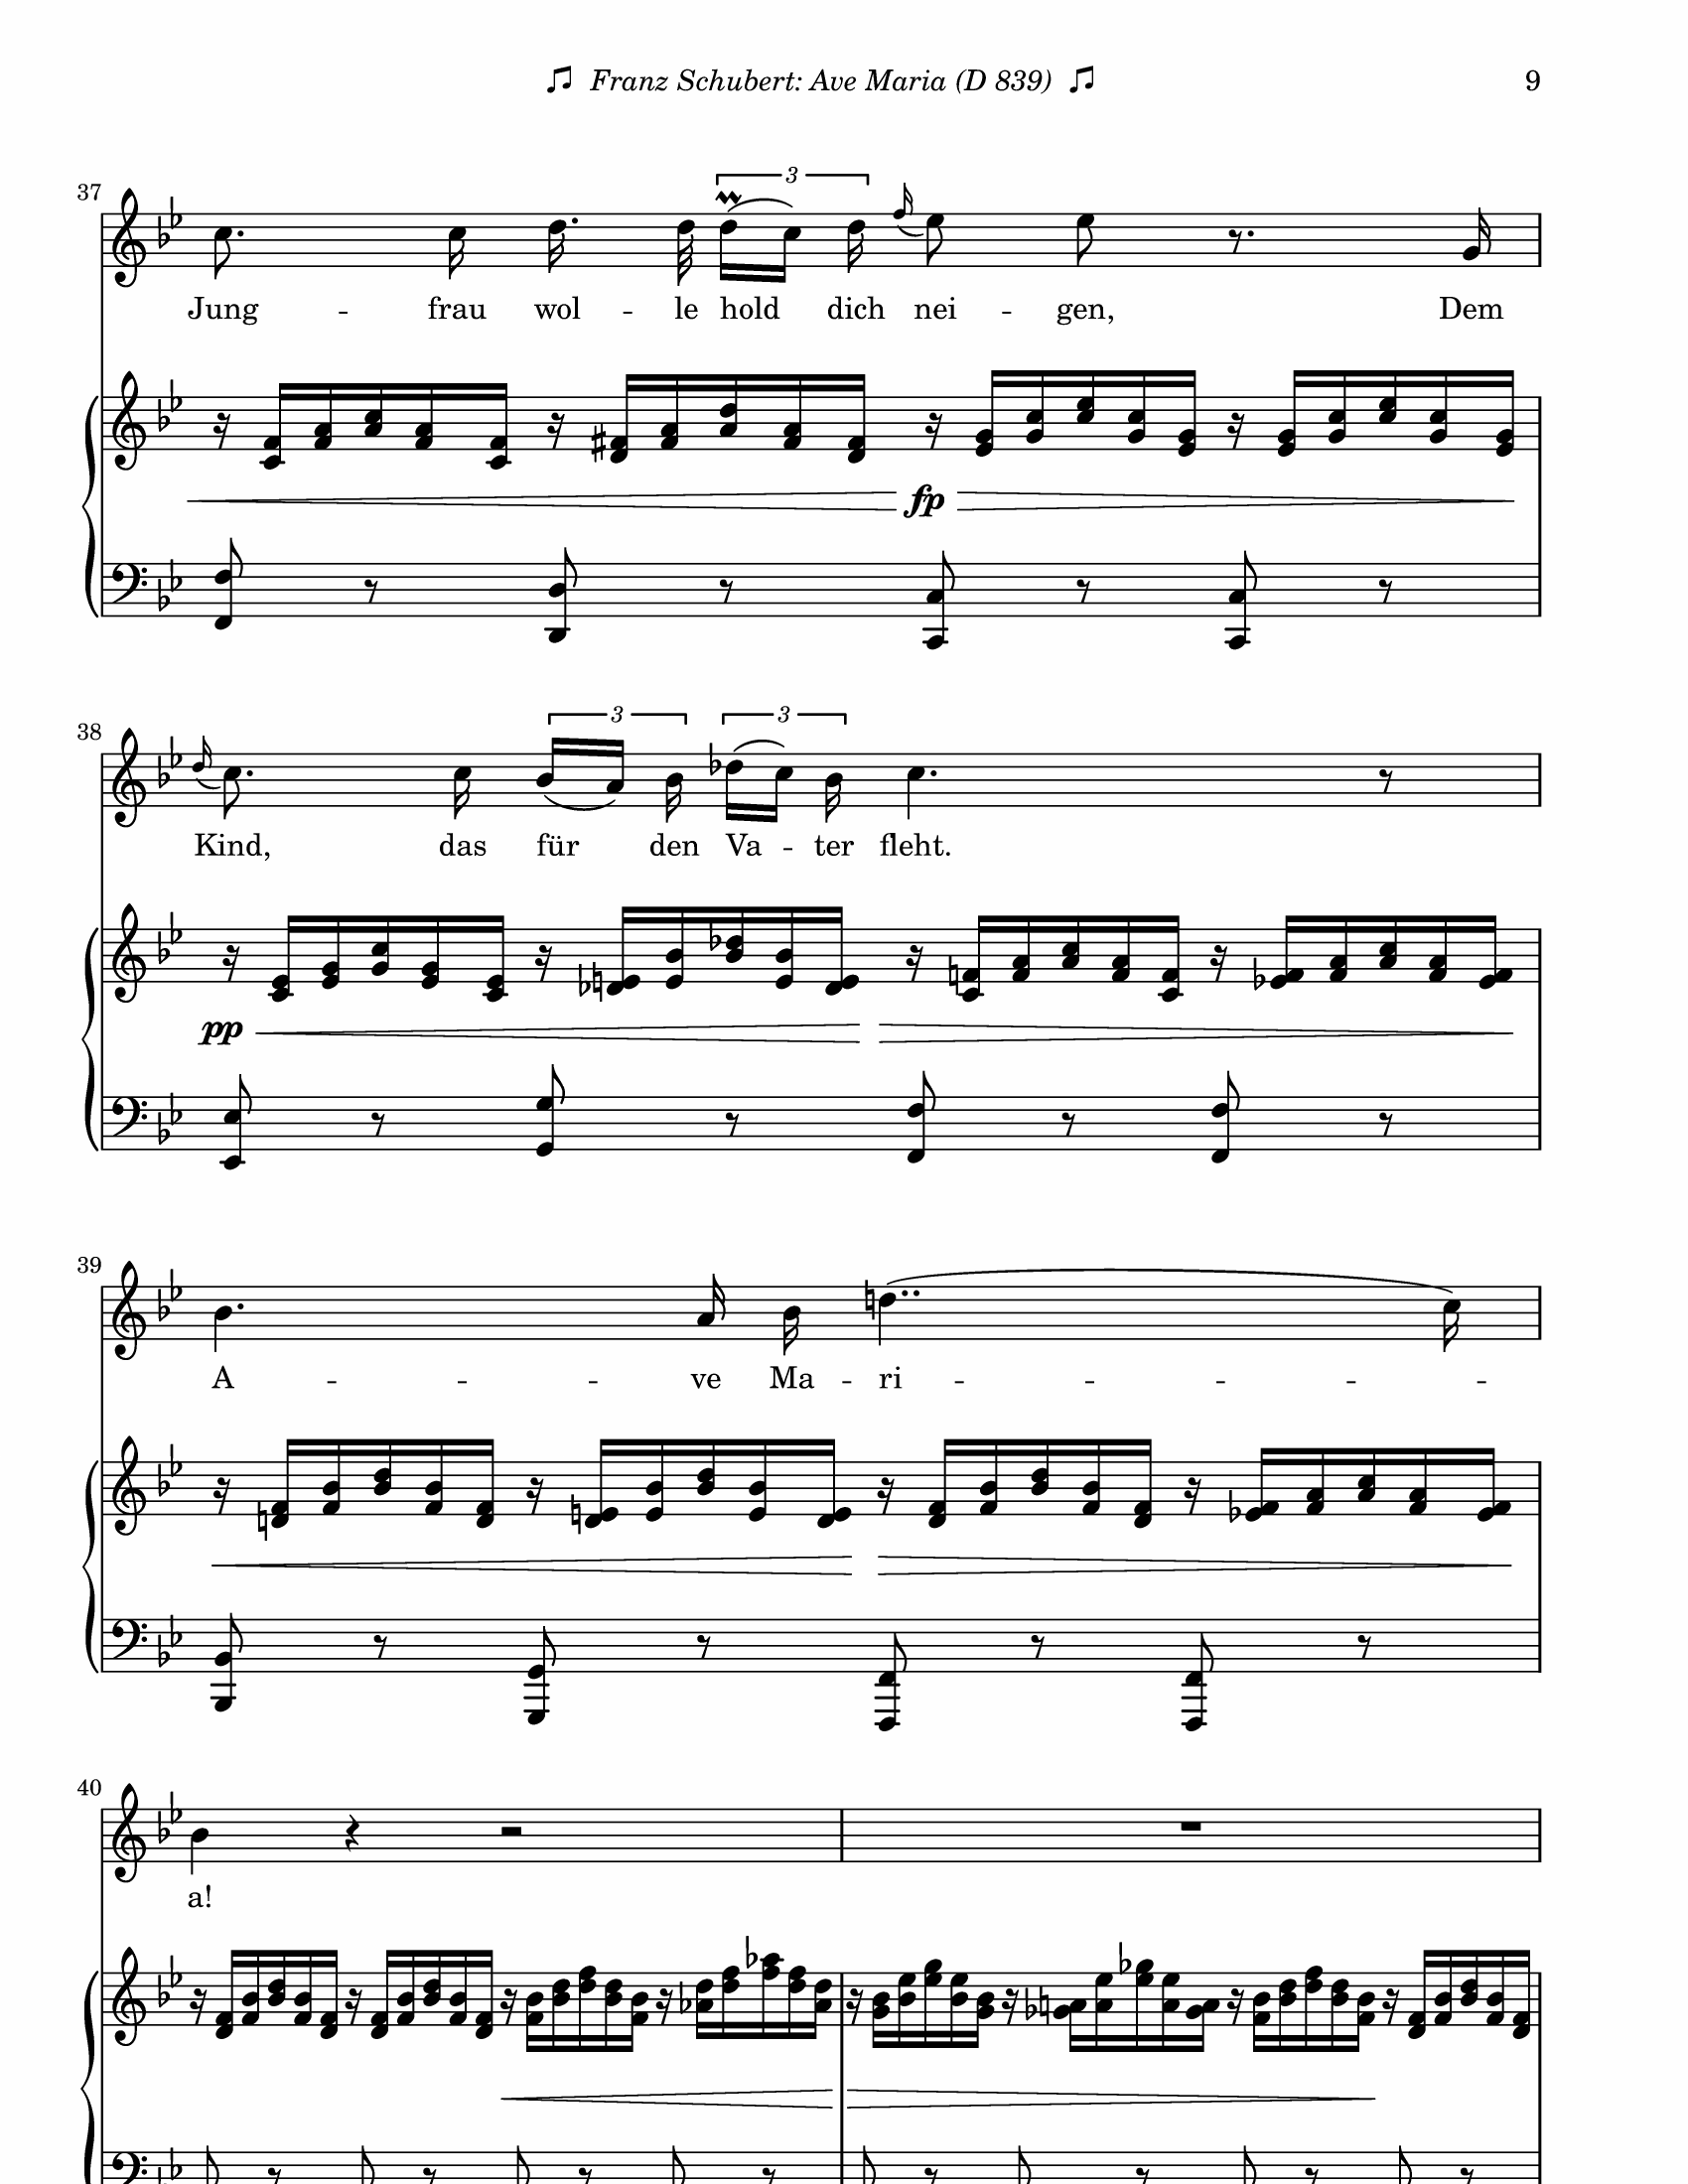 ♫ Franz Schubert: Ave Maria (D 839) ♫ 9
37
3 3
Jung - frau wol - le hold dich nei - gen, Dem
fp
38
3 3
Kind, das für den Va - ter fleht.
pp
39
A - - - ve Ma - ri - - - - -
40
a!